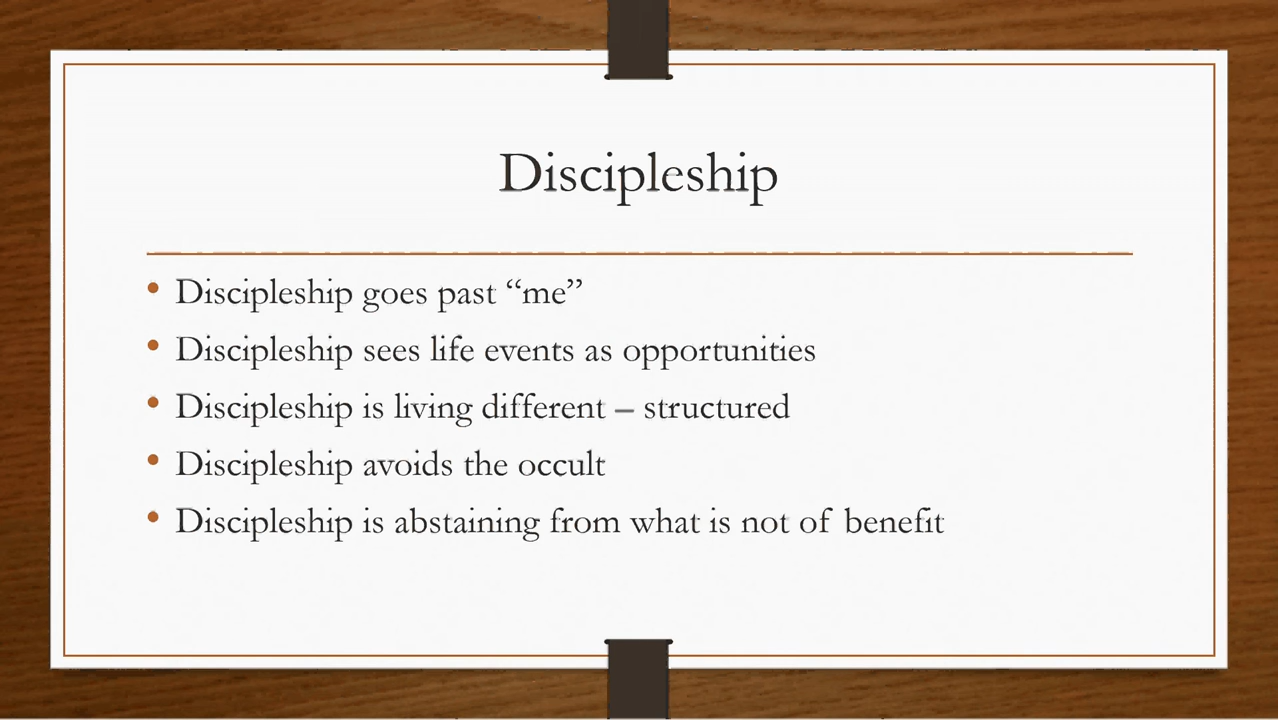 Discipleship
• Discipleship goes past “me”
• Discipleship sees life events as opportunities
• Discipleship is living different – structured
• Discipleship avoids the occult
• Discipleship is abstaining from what is not of benefit